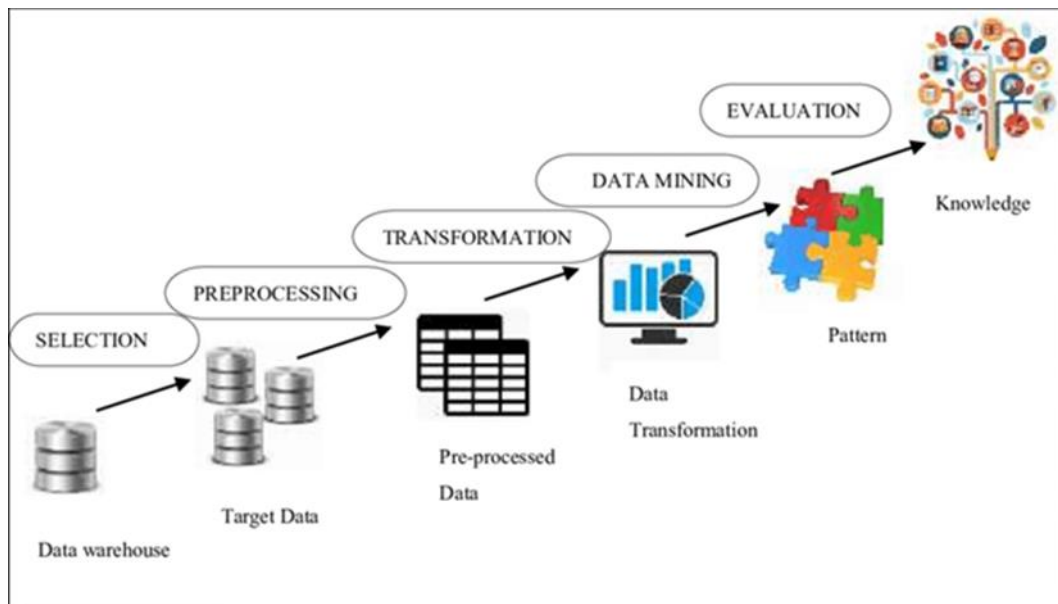 EVALUATION
Knowledge
DATA MINING
Pattern
TRANSFORMATION
Data
Transformation
PREPROCESSING
Pre-processed
Data
SELECTION
Target Data
Data warehouse